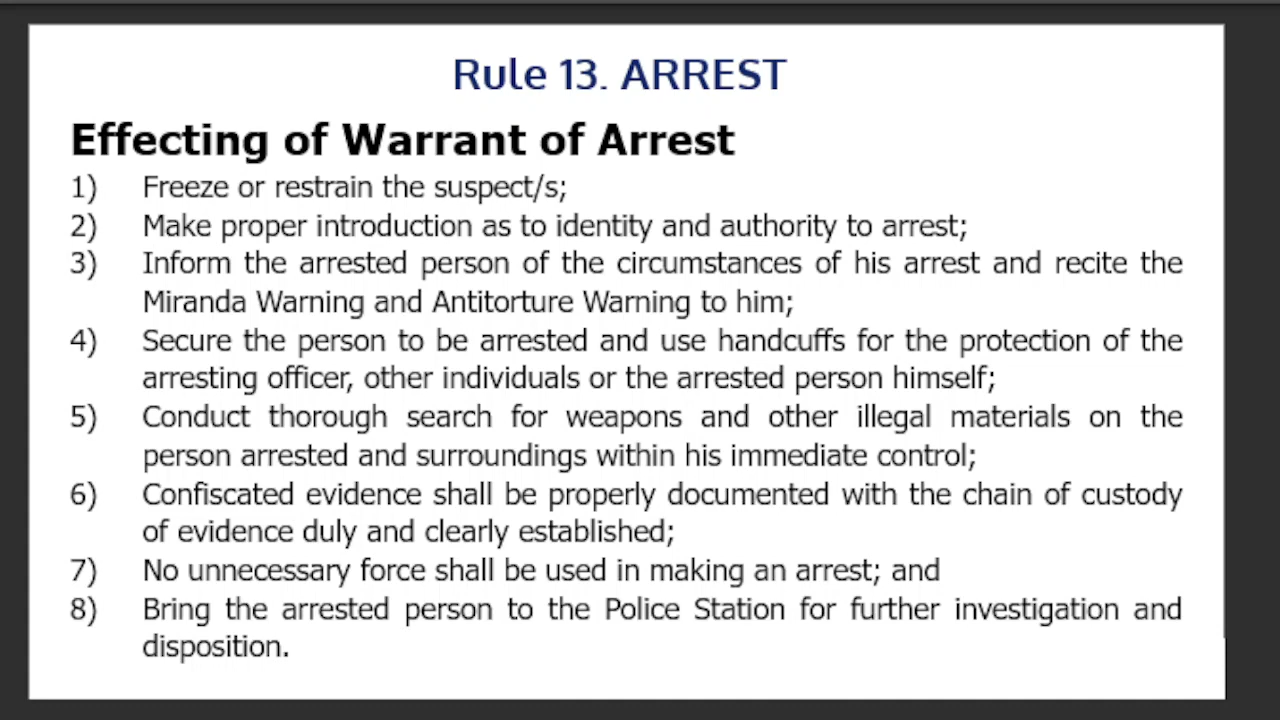 Rule 13. ARREST
Effecting of Warrant of Arrest
1) Freeze or restrain the suspect/s;
2) Make proper introduction as to identity and authority to arrest;
3) Inform the arrested person of the circumstances of his arrest and recite the
Miranda Warning and Antitorture Warning to him;
4) Secure the person to be arrested and use handcuffs for the protection of the
arresting officer, other individuals or the arrested person himself;
5) Conduct thorough search for weapons and other illegal materials on the
person arrested and surroundings within his immediate control;
6) Confiscated evidence shall be properly documented with the chain of custody
of evidence duly and clearly established;
7) No unnecessary force shall be used in making an arrest; and
8) Bring the arrested person to the Police Station for further investigation and
disposition.